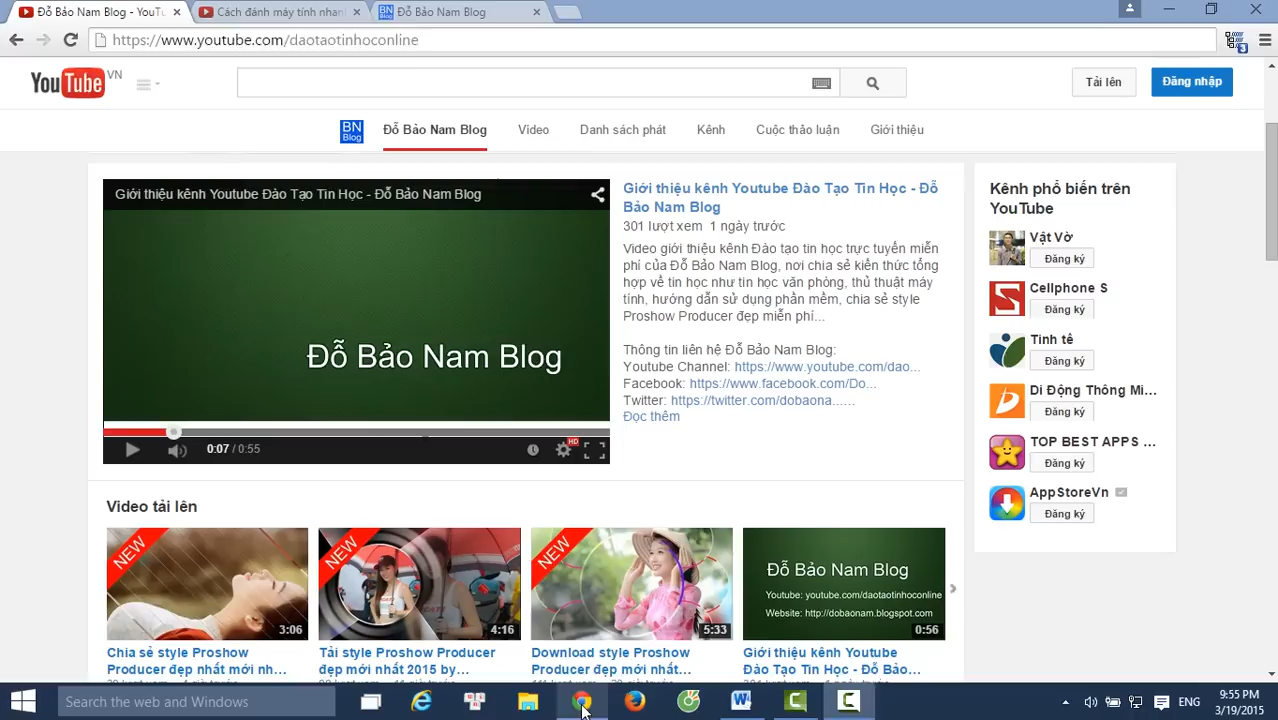 Đỗ Bảo Nam Blog - YouTu
Cách đánh máy tính nhanh
BN Blog
Đỗ Bảo Nam Blog
https://www.youtube.com/daotaotinhoconline
YouTube VN
Tải lên
Đăng nhập
BN Blog
Đỗ Bảo Nam Blog
Video
Danh sách phát
Kênh
Cuộc thảo luận
Giới thiệu
Giới thiệu kênh Youtube Đào Tạo Tin Học - Đỗ Bảo Nam Blog
Đỗ Bảo Nam Blog
0:07 / 0:55
HD
Giới thiệu kênh Youtube Đào Tạo Tin Học - Đỗ
Bảo Nam Blog
301 lượt xem 1 ngày trước
Video giới thiệu kênh Đào tạo tin học trực tuyến miễn
phí của Đỗ Bảo Nam Blog, nơi chia sẻ kiến thức tổng
hợp về tin học như tin học văn phòng, thủ thuật máy
tính, hướng dẫn sử dụng phần mềm, chia sẻ style
Proshow Producer đẹp miễn phí...
Thông tin liên hệ Đỗ Bảo Nam Blog:
Youtube Channel: https://www.youtube.com/dao...
Facebook: https://www.facebook.com/Do...
Twitter: https://twitter.com/dobaona......
Đọc thêm
Kênh phổ biến trên
YouTube
Vật Vờ
Đăng ký
Cellphone S
Đăng ký
Tinh tế
Đăng ký
Di Động Thông Mi...
Đăng ký
TOP BEST APPS ...
Đăng ký
AppStoreVn
Đăng ký
Video tải lên
NEW
3:06
NEW
4:16
NEW
5:33
Đỗ Bảo Nam Blog
Youtube: youtube.com/daotaotinhoconline
Website: http://dobaonam.blogspot.com
0:56
Chia sẻ style Proshow
Producer đẹp nhất mới nh...
Tải style Proshow Producer
đẹp mới nhất 2015 by...
Download style Proshow
Producer đẹp mới nhất...
Giới thiệu kênh Youtube
Đào Tạo Tin Học - Đỗ Bảo...
Search the web and Windows
ENG
9:55 PM
3/19/2015